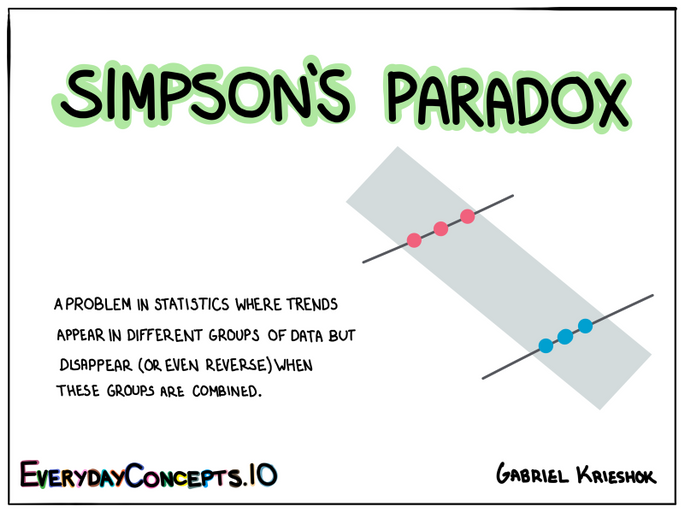 SIMPSON'S PARADOX
A PROBLEM IN STATISTICS WHERE TRENDS
APPEAR IN DIFFERENT GROUPS OF DATA BUT
DISAPPEAR (OR EVEN REVERSE) WHEN
THESE GROUPS ARE COMBINED.
EVERYDAYCONCEPTS.IO
GABRIEL KRIESHOK